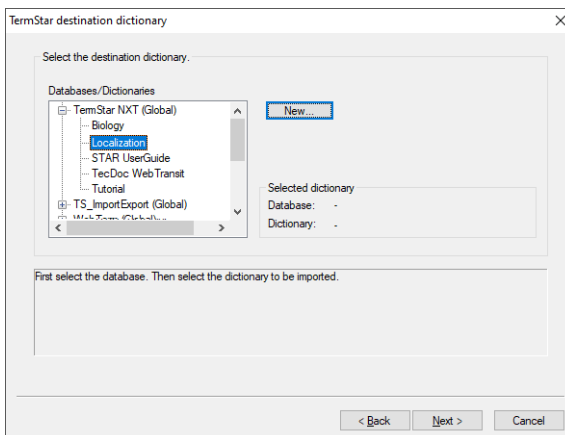 TermStar destination dictionary
Select the destination dictionary.
Databases/Dictionaries
TermStar NXT (Global)
Biology
Localization
STAR UserGuide
TecDoc WebTransit
Tutorial
TS_ImportExport (Global)
New...
Selected dictionary
Database: -
Dictionary: -
First select the database. Then select the dictionary to be imported.
< Back
Next >
Cancel